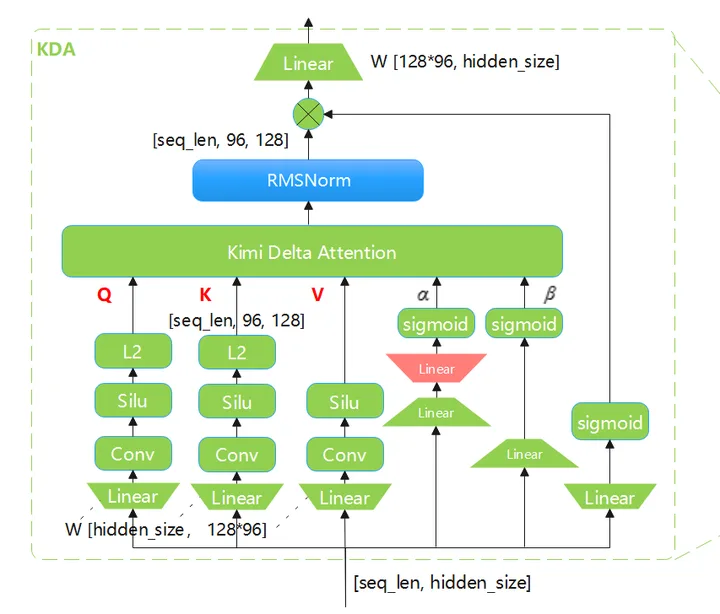 KDA
Linear
W [128*96, hidden_size]
[seq_len, 96, 128]
RMSNorm
Kimi Delta Attention
Q
K
V
α
β
[seq_len, 96, 128]
sigmoid
sigmoid
L2
L2
Linear
Silu
Silu
Silu
Linear
sigmoid
Conv
Conv
Conv
Linear
Linear
Linear
Linear
Linear
W [hidden_size, 128*96]
[seq_len, hidden_size]